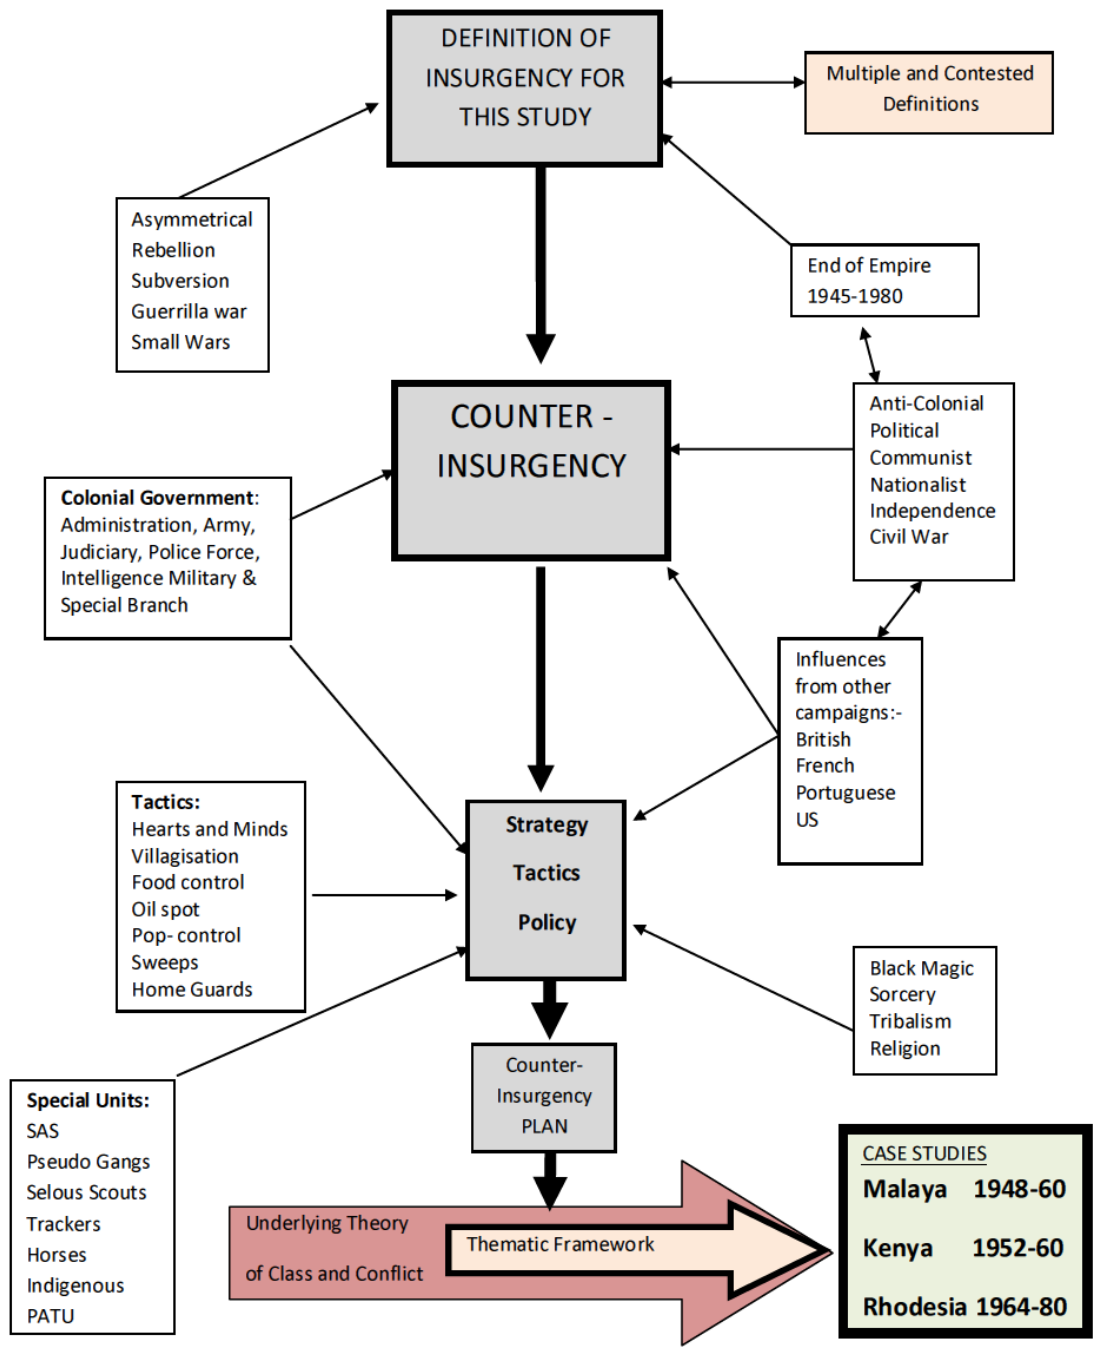 DEFINITION OF
INSURGENCY FOR
THIS STUDY
Multiple and Contested
Definitions
Asymmetrical
Rebellion
Subversion
Guerrilla war
Small Wars
End of Empire
1945-1980
COUNTER -
INSURGENCY
Anti-Colonial
Political
Communist
Nationalist
Independence
Civil War
Colonial Government:
Administration, Army,
Judiciary, Police Force,
Intelligence Military &
Special Branch
Influences
from other
campaigns:-
British
French
Portuguese
US
Tactics:
Hearts and Minds
Villagisation
Food control
Oil spot
Pop- control
Sweeps
Home Guards
Strategy
Tactics
Policy
Black Magic
Sorcery
Tribalism
Religion
Counter-
Insurgency
PLAN
Special Units:
SAS
Pseudo Gangs
Selous Scouts
Trackers
Horses
Indigenous
PATU
Underlying Theory
of Class and Conflict
Thematic Framework
CASE STUDIES
Malaya 1948-60
Kenya 1952-60
Rhodesia 1964-80